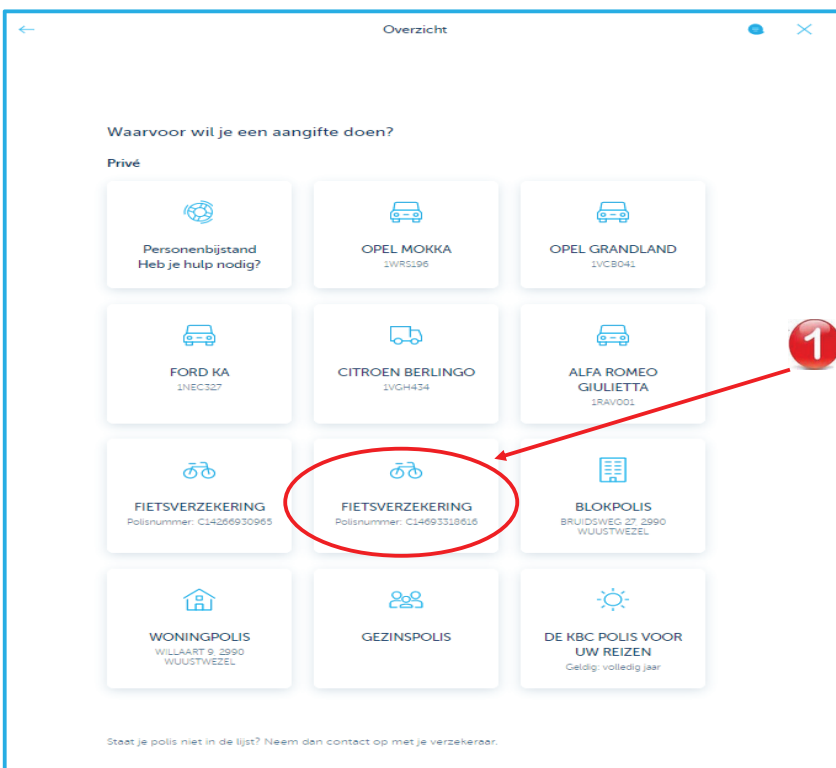 Overzicht
Waarvoor wil je een aangifte doen?
Privé
Personenbijstand
Heb je hulp nodig?
OPEL MOKKA
1WRS196
OPEL GRANDLAND
1VCB041
FORD KA
1NEC327
CITROEN BERLINGO
1VGH434
ALFA ROMEO
GIULIETTA
1RAV001
1
FIETSVERZEKERING
Polisnummer: C14266930965
FIETSVERZEKERING
Polisnummer: C14693318616
BLOKPOLIS
BRUIDSWEG 27, 2990
WUUSTWEZEL
WONINGPOLIS
WILLAART 9, 2990
WUUSTWEZEL
GEZINSPOLIS
DE KBC POLIS VOOR
UW REIZEN
Geldig: volledig jaar
Staat je polis niet in de lijst? Neem dan contact op met je verzekeraar.